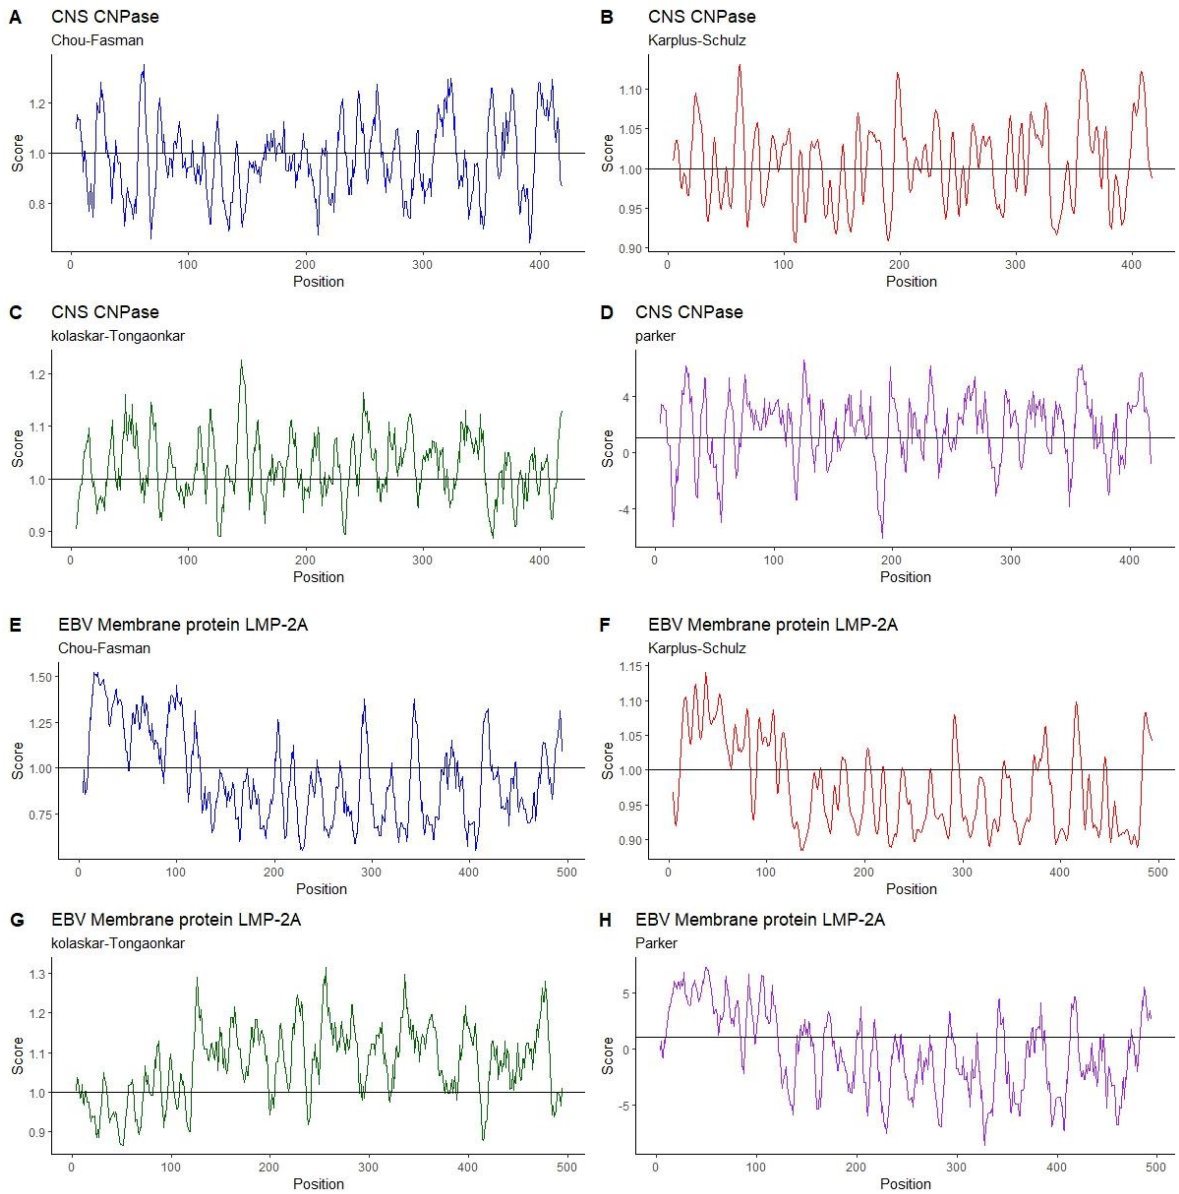 A CNS CNPase
Chou-Fasman
1.2
1.0
0.8
Score
0 100 200 300 400
Position
B CNS CNPase
Karplus-Schulz
1.10
1.05
1.00
0.95
0.90
Score
0 100 200 300 400
Position
C CNS CNPase
kolaskar-Tongaonkar
1.2
1.1
1.0
0.9
Score
0 100 200 300 400
Position
D CNS CNPase
parker
4
0
-4
Score
0 100 200 300 400
Position
E EBV Membrane protein LMP-2A
Chou-Fasman
1.50
1.25
1.00
0.75
Score
0 100 200 300 400 500
Position
F EBV Membrane protein LMP-2A
Karplus-Schulz
1.15
1.10
1.05
1.00
0.95
0.90
Score
0 100 200 300 400 500
Position
G EBV Membrane protein LMP-2A
kolaskar-Tongaonkar
1.3
1.2
1.1
1.0
0.9
Score
0 100 200 300 400 500
Position
H EBV Membrane protein LMP-2A
Parker
5
0
-5
Score
0 100 200 300 400 500
Position